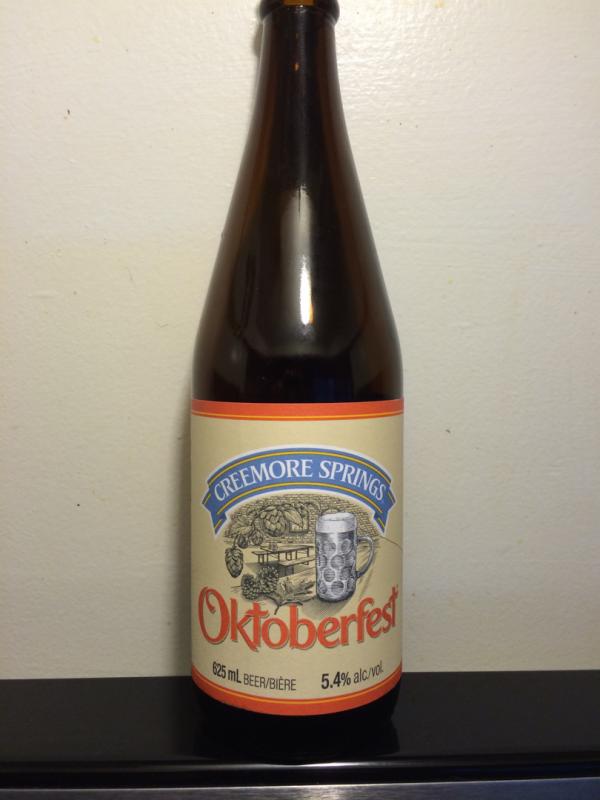 CREEMORE SPRINGS
Oktoberfest
625 mL BEER/BIÈRE 5.4% alc./vol.